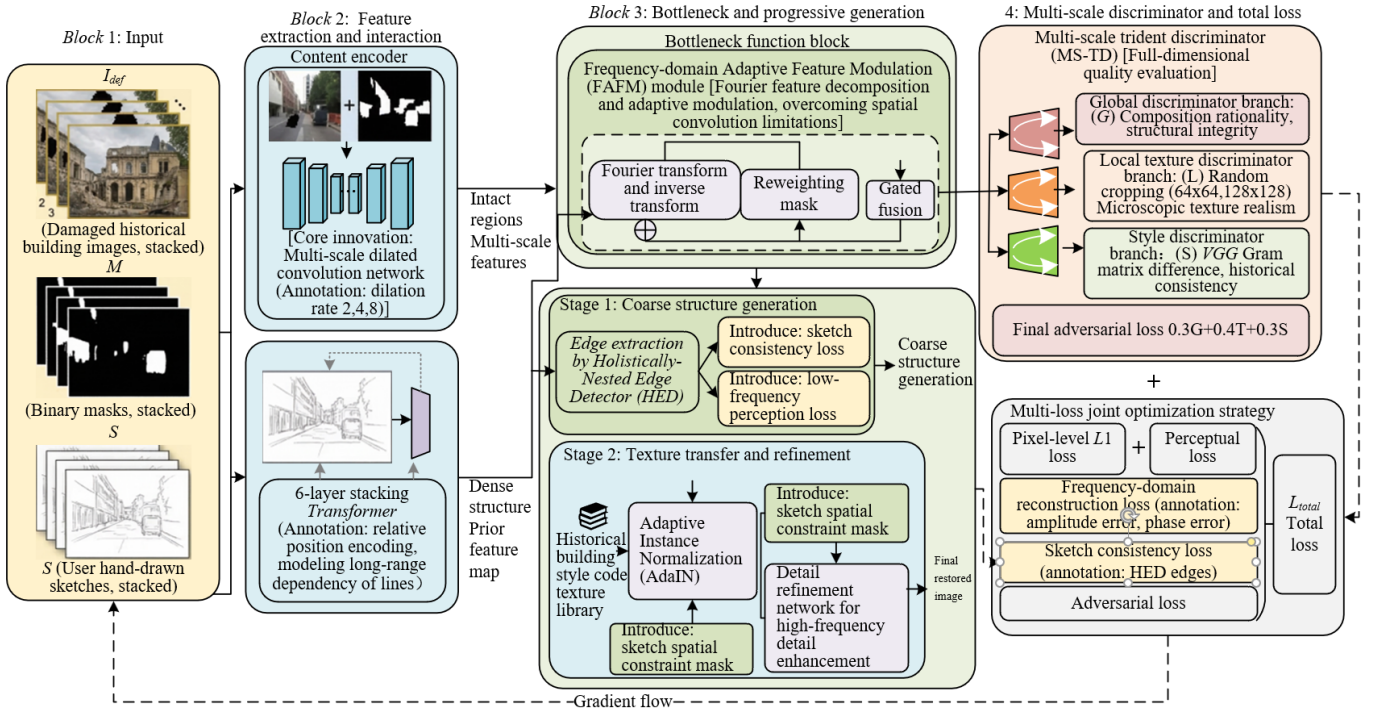 Block 1: Input
I_def
2
3
(Damaged historical
building images, stacked)
M
(Binary masks, stacked)
S
S (User hand-drawn
sketches, stacked)
Block 2: Feature
extraction and interaction
Content encoder
+
[Core innovation:
Multi-scale dilated
convolution network
(Annotation: dilation
rate 2,4,8)]
6-layer stacking
Transformer
(Annotation: relative
position encoding,
modeling long-range
dependency of lines)
Intact
regions
Multi-scale
features
Dense
structure
Prior
feature
map
Block 3: Bottleneck and progressive generation
Bottleneck function block
Frequency-domain Adaptive Feature Modulation
(FAFM) module [Fourier feature decomposition
and adaptive modulation, overcoming spatial
convolution limitations]
Fourier transform
and inverse
transform
Reweighting
mask
Gated
fusion
Stage 1: Coarse structure generation
Edge extraction
by Holistically-
Nested Edge
Detector (HED)
Introduce: sketch
consistency loss
Introduce: low-
frequency
perception loss
Coarse
structure
generation
Stage 2: Texture transfer and refinement
Historical
building
style code
texture
library
Adaptive
Instance
Normalization
(AdaIN)
Introduce:
sketch spatial
constraint mask
Introduce:
sketch spatial
constraint mask
Detail
refinement
network for
high-frequency
detail
enhancement
Final
restored
image
4: Multi-scale discriminator and total loss
Multi-scale trident discriminator
(MS-TD) [Full-dimensional
quality evaluation]
Global discriminator branch:
(G) Composition rationality,
structural integrity
Local texture discriminator
branch: (L) Random
cropping (64x64,128x128)
Microscopic texture realism
Style discriminator
branch: (S) VGG Gram
matrix difference, historical
consistency
Final adversarial loss 0.3G+0.4T+0.3S
+
Multi-loss joint optimization strategy
Pixel-level L1
loss
+
Perceptual
loss
Frequency-domain
reconstruction loss (annotation:
amplitude error, phase error)
Sketch consistency loss
(annotation: HED edges)
Adversarial loss
L_total
Total
loss
Gradient flow